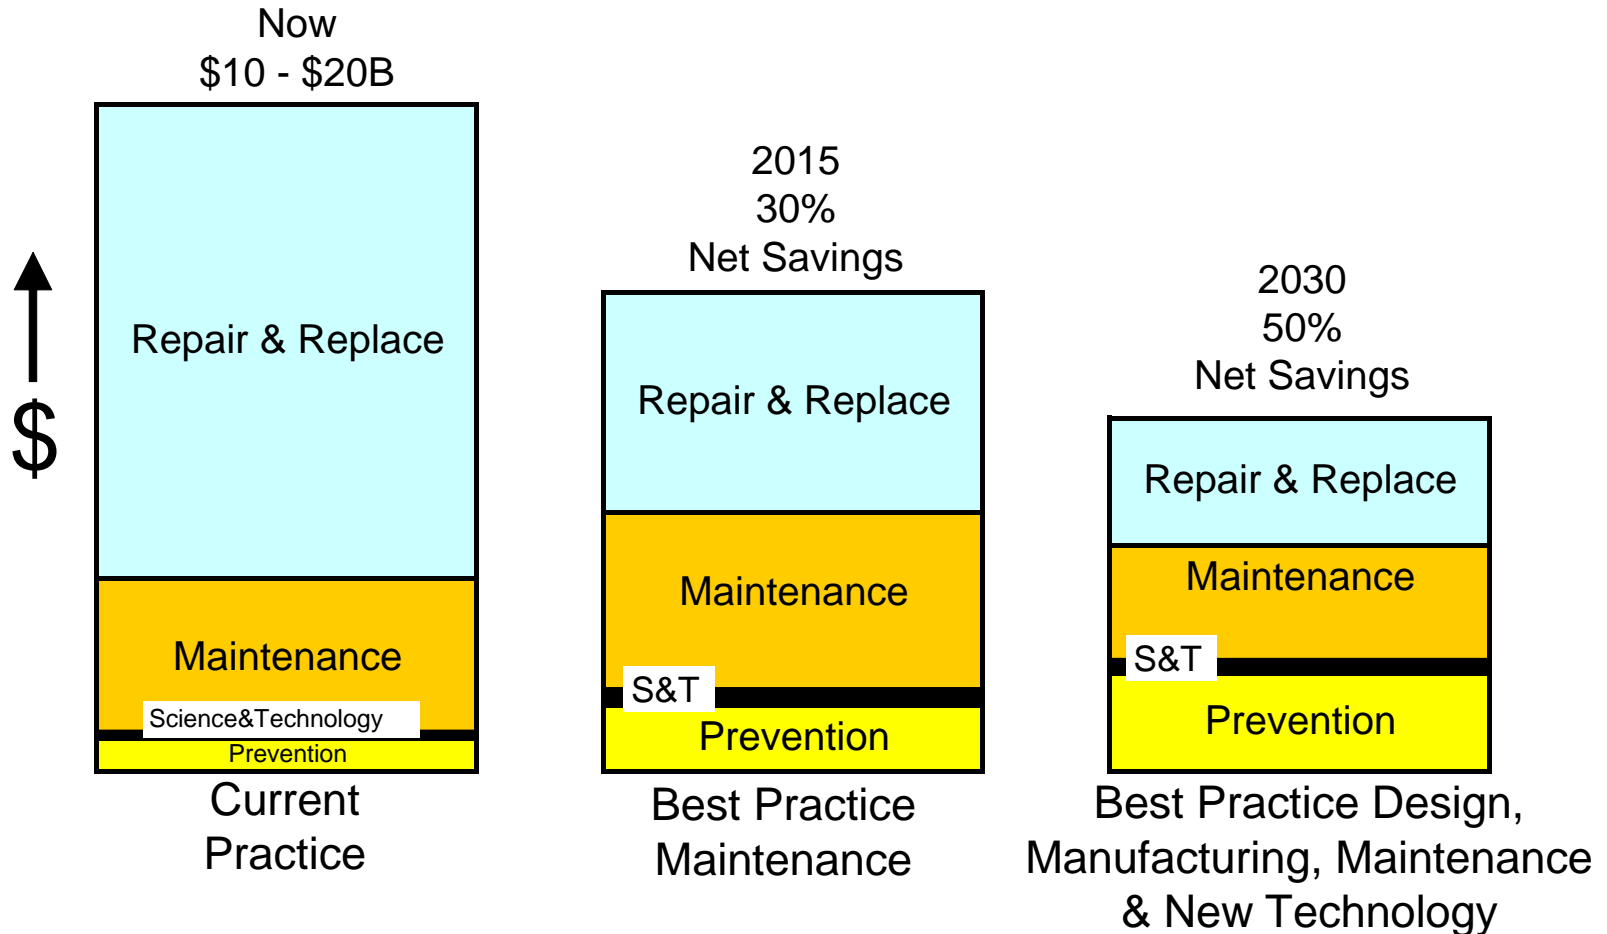 Now
$10 - $20B
$
Repair & Replace
Maintenance
Science&Technology
Prevention
Current
Practice
2015
30%
Net Savings
Repair & Replace
Maintenance
S&T
Prevention
Best Practice
Maintenance
2030
50%
Net Savings
Repair & Replace
Maintenance
S&T
Prevention
Best Practice Design,
Manufacturing, Maintenance
& New Technology